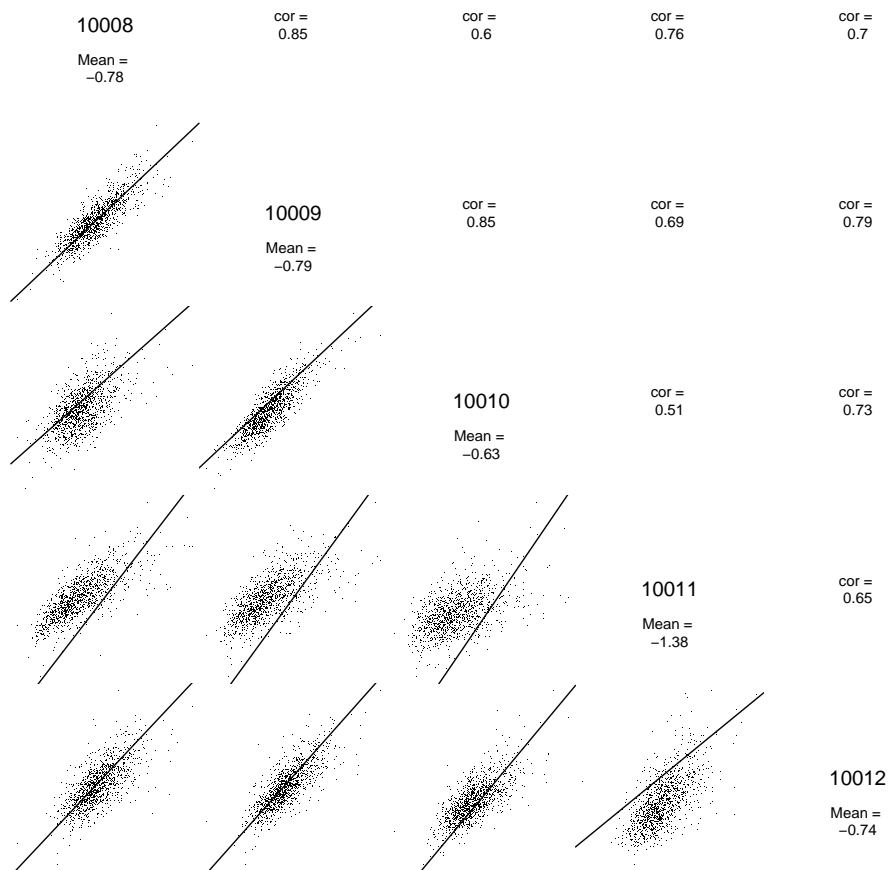 10008
Mean =
−0.78
cor =
0.85
cor =
0.6
cor =
0.76
cor =
0.7
10009
Mean =
−0.79
cor =
0.85
cor =
0.69
cor =
0.79
10010
Mean =
−0.63
cor =
0.51
cor =
0.73
10011
Mean =
−1.38
cor =
0.65
10012
Mean =
−0.74